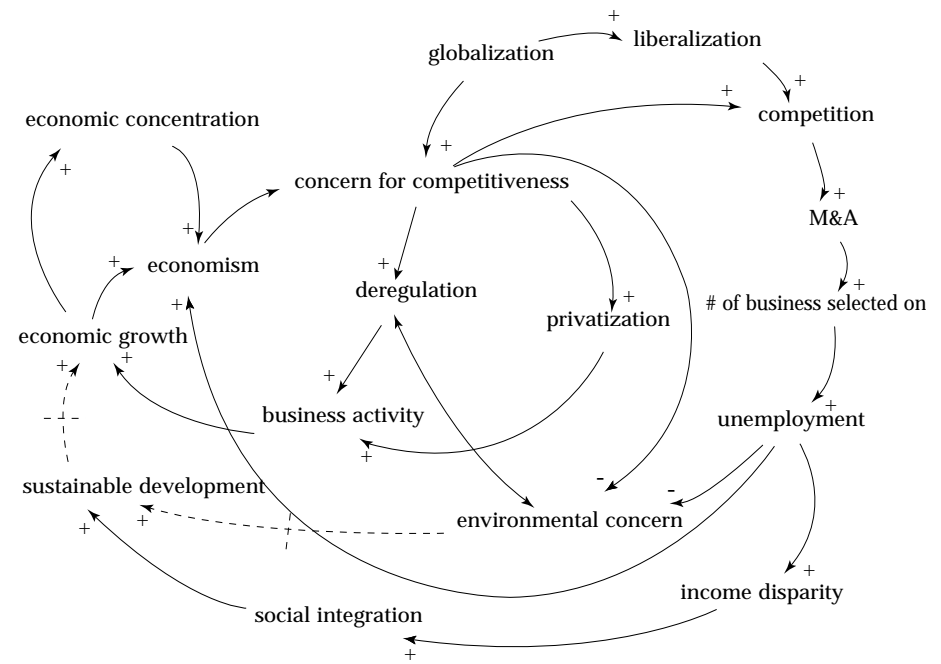 +
globalization
liberalization
+
+
competition
economic concentration
+
+
concern for competitiveness
+
M&A
+
+
economism
+
deregulation
+
# of business selected on
+
+
privatization
economic growth
+
+
+
business activity
+
unemployment
+
sustainable development
-
-
environmental concern
+
+
+
income disparity
social integration
+